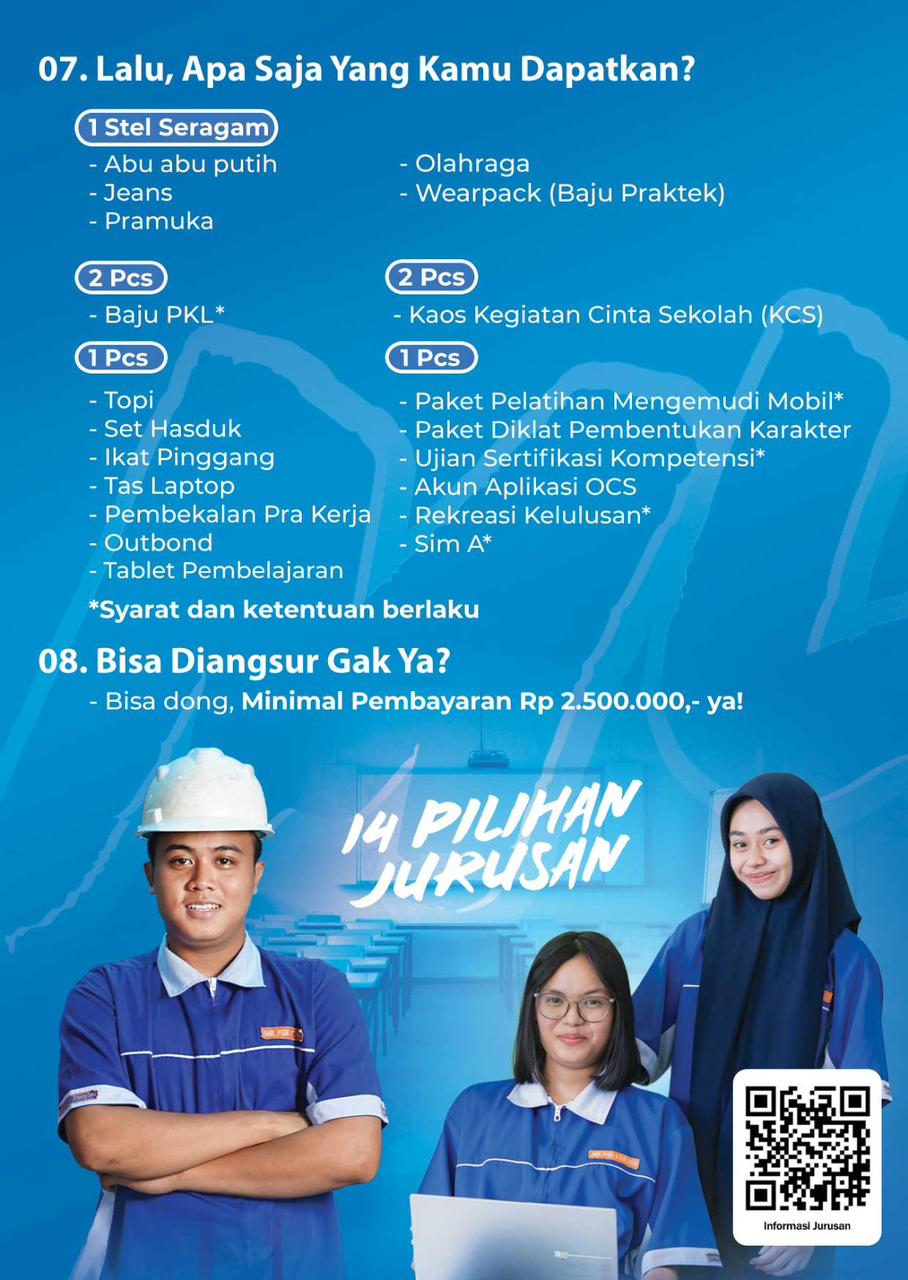 07. Lalu, Apa Saja Yang Kamu Dapatkan?
1 Stel Seragam
- Abu abu putih
- Jeans
- Pramuka
- Olahraga
- Wearpack (Baju Praktek)
2 Pcs
- Baju PKL*
2 Pcs
- Kaos Kegiatan Cinta Sekolah (KCS)
1 Pcs
- Topi
- Set Hasduk
- Ikat Pinggang
- Tas Laptop
- Pembekalan Pra Kerja
- Outbond
- Tablet Pembelajaran
1 Pcs
- Paket Pelatihan Mengemudi Mobil*
- Paket Diklat Pembentukan Karakter
- Ujian Sertifikasi Kompetensi*
- Akun Aplikasi OCS
- Rekreasi Kelulusan*
- Sim A*
*Syarat dan ketentuan berlaku
08. Bisa Diangsur Gak Ya?
- Bisa dong, Minimal Pembayaran Rp 2.500.000,- ya!
14 PILIHAN
JURUSAN
SMK PGRI
Informasi Jurusan